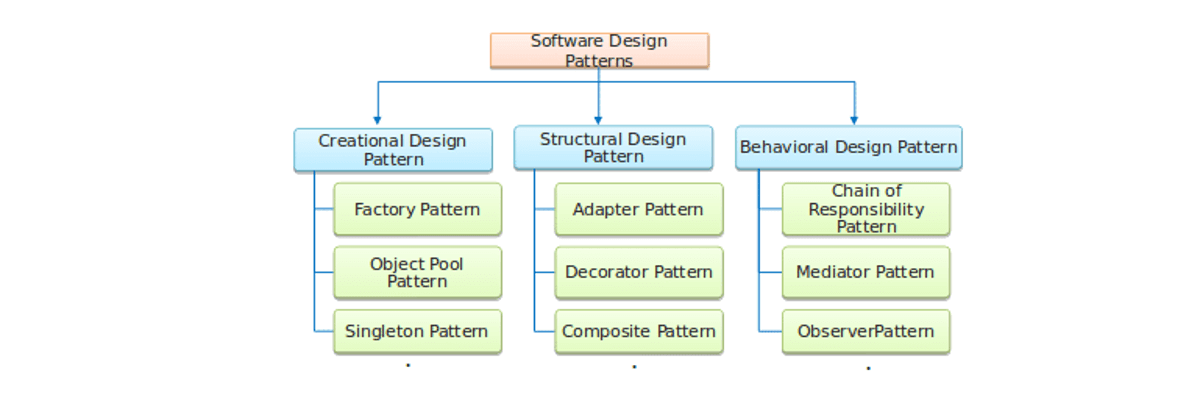 Software Design
Patterns
Creational Design
Pattern
Structural Design
Pattern
Behavioral Design Pattern
Factory Pattern
Adapter Pattern
Chain of
Responsibility
Pattern
Object Pool
Pattern
Decorator Pattern
Mediator Pattern
Singleton Pattern
Composite Pattern
ObserverPattern
.
.
.